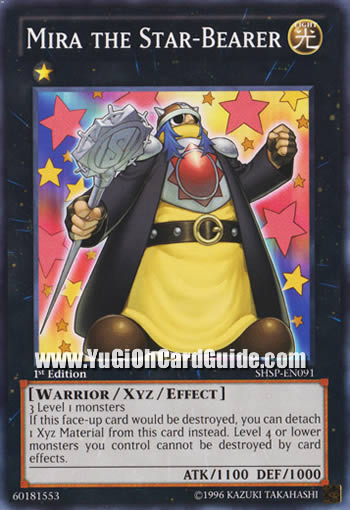 MIRA THE STAR-BEARER
LIGHT
光
www.YuGiOhCardGuide.com
1st Edition
SHSP-EN091
[WARRIOR / XYZ / EFFECT]
3 Level 1 monsters
If this face-up card would be destroyed, you can detach
1 Xyz Material from this card instead. Level 4 or lower
monsters you control cannot be destroyed by card
effects.
ATK/1100 DEF/1000
60181553
©1996 KAZUKI TAKAHASHI